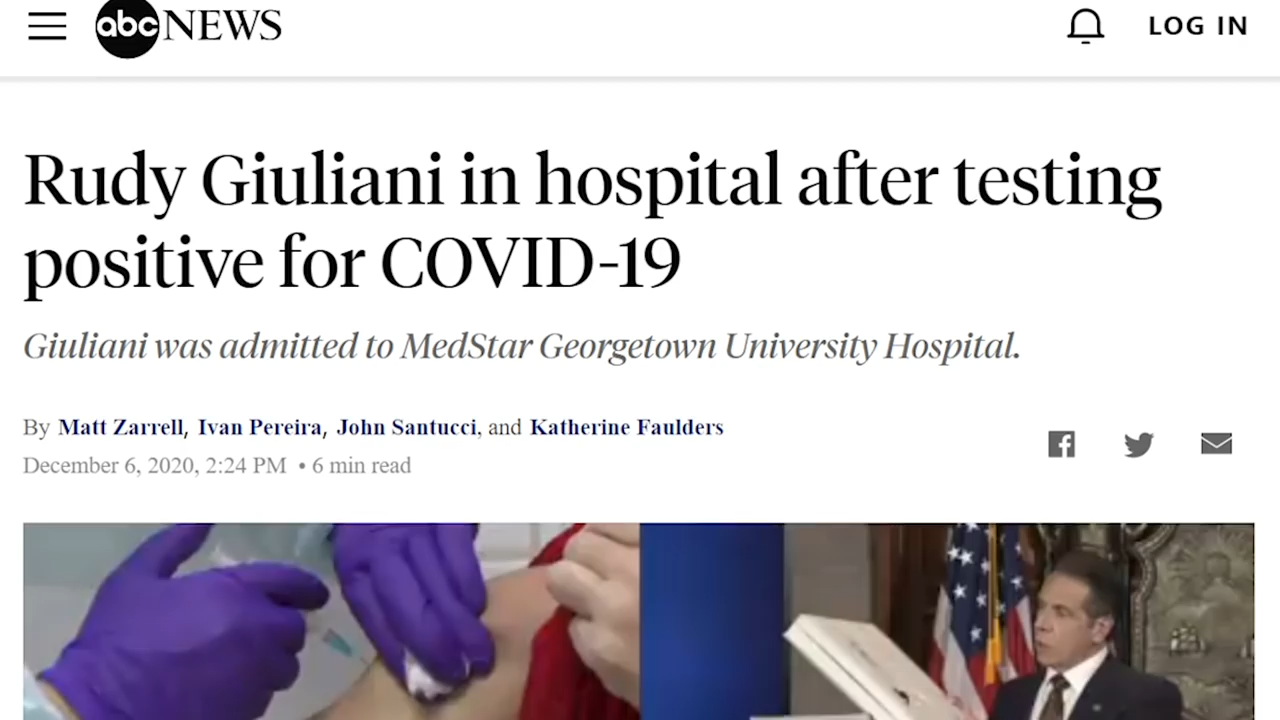 abc NEWS
LOG IN
Rudy Giuliani in hospital after testing
positive for COVID-19
Giuliani was admitted to MedStar Georgetown University Hospital.
By Matt Zarrell, Ivan Pereira, John Santucci, and Katherine Faulders
December 6, 2020, 2:24 PM • 6 min read